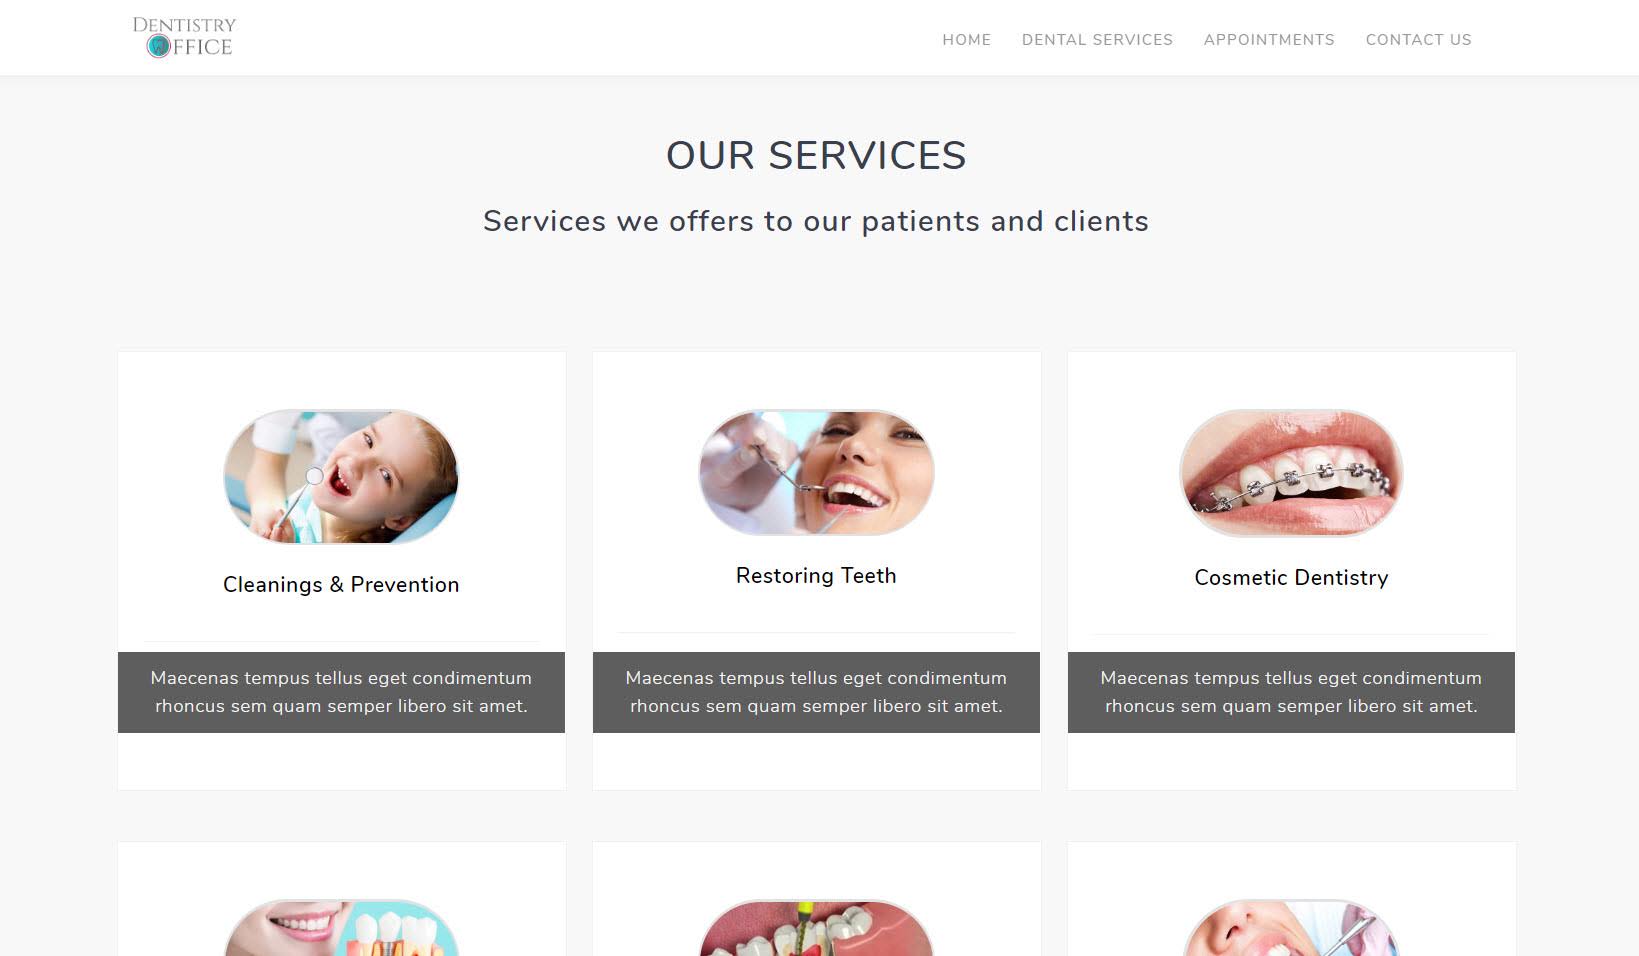 DENTISTRY
OFFICE
HOME
DENTAL SERVICES
APPOINTMENTS
CONTACT US
OUR SERVICES
Services we offers to our patients and clients
Cleanings & Prevention
Maecenas tempus tellus eget condimentum
rhoncus sem quam semper libero sit amet.
Restoring Teeth
Maecenas tempus tellus eget condimentum
rhoncus sem quam semper libero sit amet.
Cosmetic Dentistry
Maecenas tempus tellus eget condimentum
rhoncus sem quam semper libero sit amet.